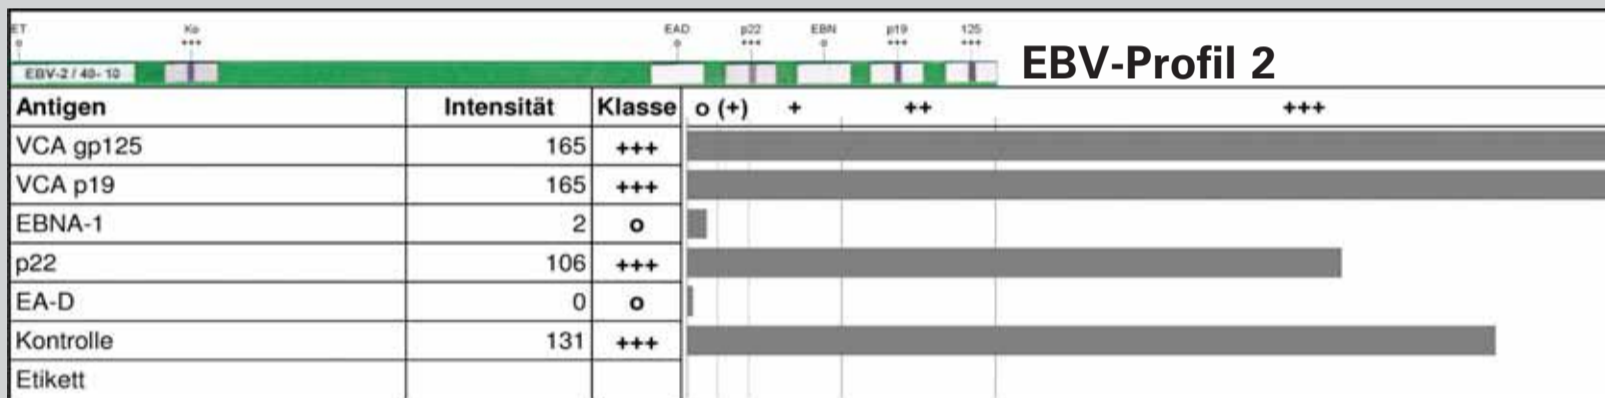 ET Ko EAD p22 EBN p19 125
o +++ o +++ o +++ +++
EBV-2 / 40- 10
EBV-Profil 2
Antigen Intensität Klasse o (+) + ++ +++
VCA gp125 165 +++
VCA p19 165 +++
EBNA-1 2 o
p22 106 +++
EA-D 0 o
Kontrolle 131 +++
Etikett